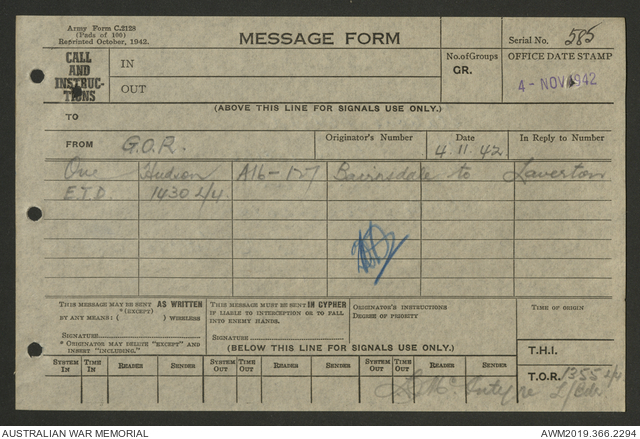 Army Form C.2128
(Pads of 100)
Reprinted October, 1942.
MESSAGE FORM
Serial No. 585
CALL AND INSTRUC-TIONS
IN
OUT
No. of Groups
GR.
OFFICE DATE STAMP
4 - NOV 1942
(ABOVE THIS LINE FOR SIGNALS USE ONLY.)
TO
FROM G.O.R.
Originator's Number
Date
4.11.42.
In Reply to Number
One Hudson A16-127 Bairnsdale to Laverton
E.T.D. 1430 2/4
THIS MESSAGE MAY BE SENT AS WRITTEN
*(EXCEPT)
BY ANY MEANS: ( ) WIRELESS
SIGNATURE
* ORIGINATOR MAY DELETE "EXCEPT" AND
INSERT "INCLUDING."
THIS MESSAGE MUST BE SENT IN CYPHER
IF LIABLE TO INTERCEPTION OR TO FALL
INTO ENEMY HANDS.
SIGNATURE
ORIGINATOR'S INSTRUCTIONS
DEGREE OF PRIORITY
TIME OF ORIGIN
(BELOW THIS LINE FOR SIGNALS USE ONLY.)
T.H.I.
SYSTEM IN TIME IN READER SENDER SYSTEM OUT TIME OUT READER SENDER SYSTEM OUT TIME OUT READER SENDER
T.O.R. 1355 2/4
AUSTRALIAN WAR MEMORIAL
AWM2019.366.2294